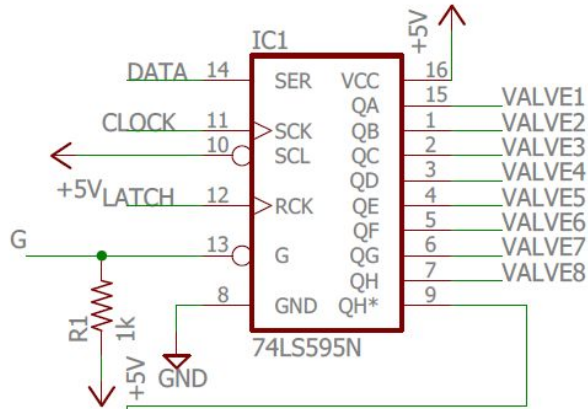 IC1
+5V
DATA 14 SER VCC 16
QA 15 VALVE1
CLOCK 11 SCK QB 1 VALVE2
10 SCL QC 2 VALVE3
+5V
QD 3 VALVE4
LATCH 12 RCK QE 4 VALVE5
QF 5 VALVE6
G 13 G QG 6 VALVE7
QH 7 VALVE8
8 GND QH* 9
R1
1k
74LS595N
+5V
GND